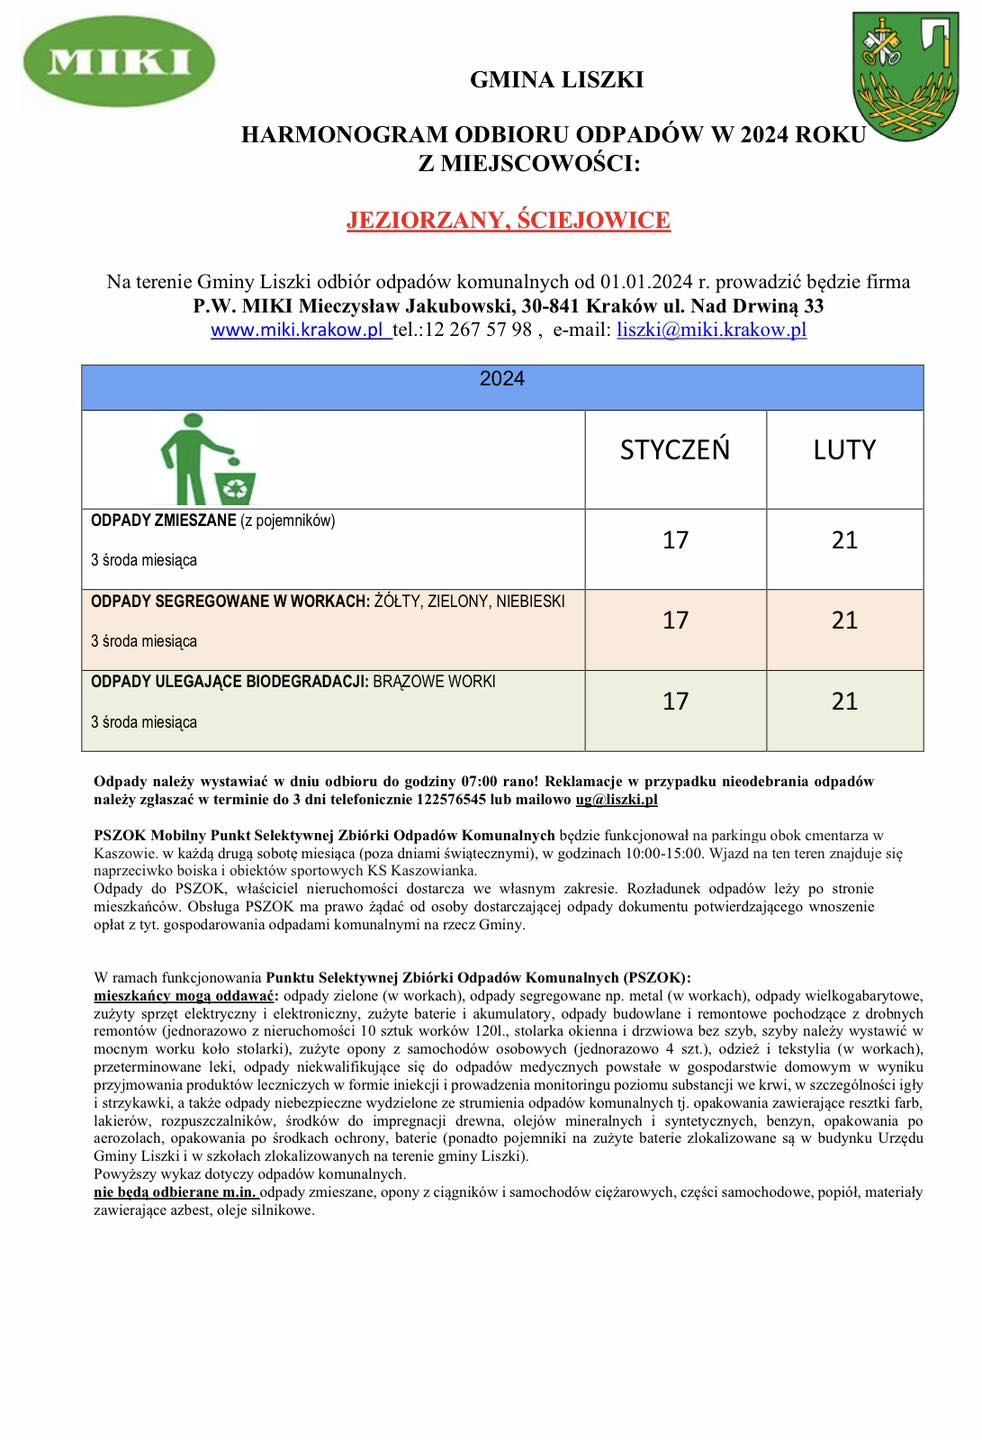 MIKI
GMINA LISZKI
HARMONOGRAM ODBIORU ODPADÓW W 2024 ROKU
Z MIEJSCOWOŚCI:
JEZIORZANY, ŚCIEJOWICE
Na terenie Gminy Liszki odbiór odpadów komunalnych od 01.01.2024 r. prowadzić będzie firma
P.W. MIKI Mieczysław Jakubowski, 30-841 Kraków ul. Nad Drwiną 33
www.miki.krakow.pl tel.:12 267 57 98 , e-mail: liszki@miki.krakow.pl
2024
STYCZEŃ LUTY
ODPADY ZMIESZANE (z pojemników)
3 środa miesiąca
17 21
ODPADY SEGREGOWANE W WORKACH: ŻÓŁTY, ZIELONY, NIEBIESKI
3 środa miesiąca
17 21
ODPADY ULEGAJĄCE BIODEGRADACJI: BRĄZOWE WORKI
3 środa miesiąca
17 21
Odpady należy wystawiać w dniu odbioru do godziny 07:00 rano! Reklamacje w przypadku nieodebrania odpadów
należy zgłaszać w terminie do 3 dni telefonicznie 122576545 lub mailowo ug@liszki.pl
PSZOK Mobilny Punkt Selektywnej Zbiórki Odpadów Komunalnych będzie funkcjonował na parkingu obok cmentarza w
Kaszowie. w każdą drugą sobotę miesiąca (poza dniami świątecznymi), w godzinach 10:00-15:00. Wjazd na ten teren znajduje się
naprzeciwko boiska i obiektów sportowych KS Kaszowianka.
Odpady do PSZOK, właściciel nieruchomości dostarcza we własnym zakresie. Rozładunek odpadów leży po stronie
mieszkańców. Obsługa PSZOK ma prawo żądać od osoby dostarczającej odpady dokumentu potwierdzającego wnoszenie
opłat z tyt. gospodarowania odpadami komunalnymi na rzecz Gminy.
W ramach funkcjonowania Punktu Selektywnej Zbiórki Odpadów Komunalnych (PSZOK):
mieszkańcy mogą oddawać: odpady zielone (w workach), odpady segregowane np. metal (w workach), odpady wielkogabarytowe,
zużyty sprzęt elektryczny i elektroniczny, zużyte baterie i akumulatory, odpady budowlane i remontowe pochodzące z drobnych
remontów (jednorazowo z nieruchomości 10 sztuk worków 120l., stolarka okienna i drzwiowa bez szyb, szyby należy wystawić w
mocnym worku koło stolarki), zużyte opony z samochodów osobowych (jednorazowo 4 szt.), odzież i tekstylia (w workach),
przeterminowane leki, odpady niekwalifikujące się do odpadów medycznych powstałe w gospodarstwie domowym w wyniku
przyjmowania produktów leczniczych w formie iniekcji i prowadzenia monitoringu poziomu substancji we krwi, w szczególności igły
i strzykawki, a także odpady niebezpieczne wydzielone ze strumienia odpadów komunalnych tj. opakowania zawierające resztki farb,
lakierów, rozpuszczalników, środków do impregnacji drewna, olejów mineralnych i syntetycznych, benzyn, opakowania po
aerozolach, opakowania po środkach ochrony, baterie (ponadto pojemniki na zużyte baterie zlokalizowane są w budynku Urzędu
Gminy Liszki i w szkołach zlokalizowanych na terenie gminy Liszki).
Powyższy wykaz dotyczy odpadów komunalnych.
nie będą odbierane m.in. odpady zmieszane, opony z ciągników i samochodów ciężarowych, części samochodowe, popiół, materiały
zawierające azbest, oleje silnikowe.